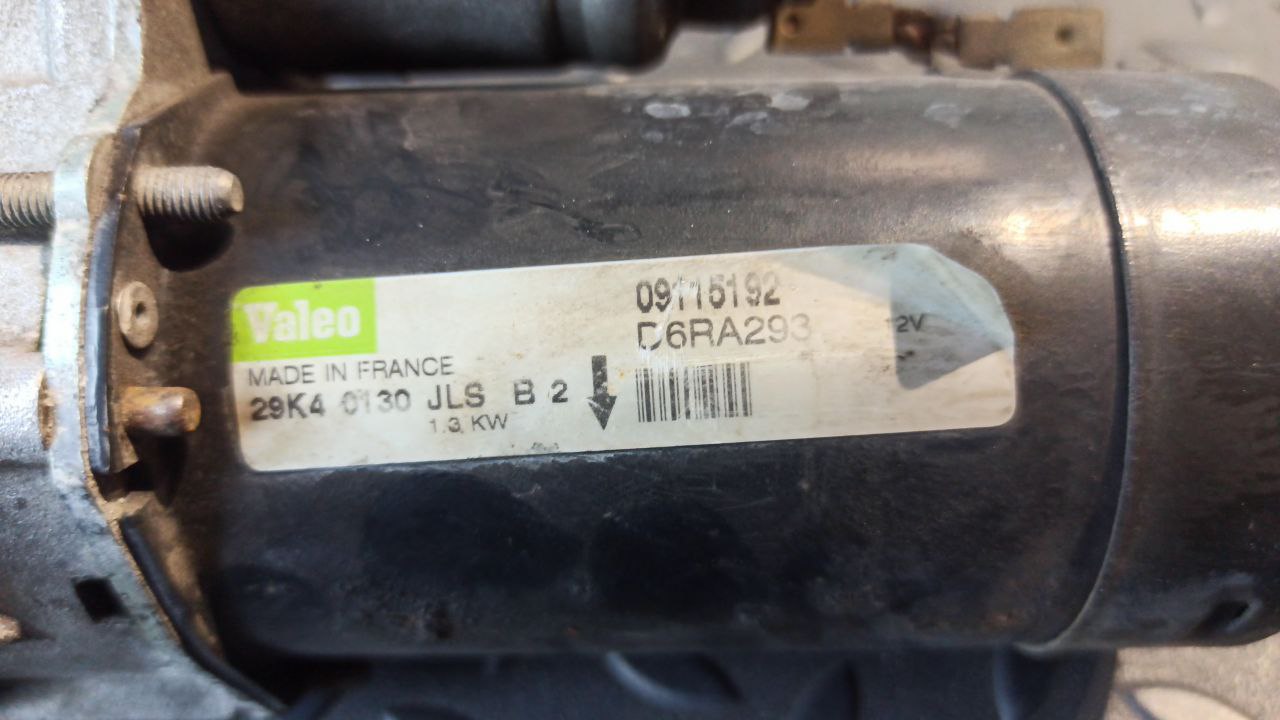 Valeo
MADE IN FRANCE
29K4 0130 JLS B 2
1.3 KW
09115192
D6RA293
12V